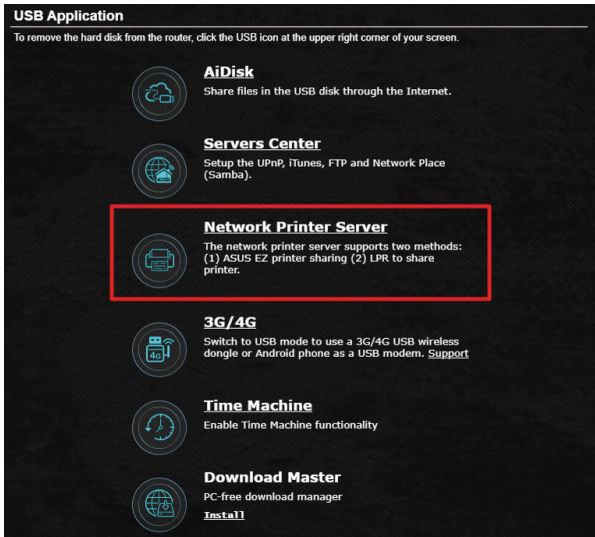 USB Application
To remove the hard disk from the router, click the USB icon at the upper right corner of your screen.
AiDisk
Share files in the USB disk through the Internet.
Servers Center
Setup the UPnP, iTunes, FTP and Network Place
(Samba).
Network Printer Server
The network printer server supports two methods:
(1) ASUS EZ printer sharing (2) LPR to share
printer.
3G/4G
Switch to USB mode to use a 3G/4G USB wireless
dongle or Android phone as a USB modem. Support
4G
Time Machine
Enable Time Machine functionality
Download Master
PC-free download manager
Install